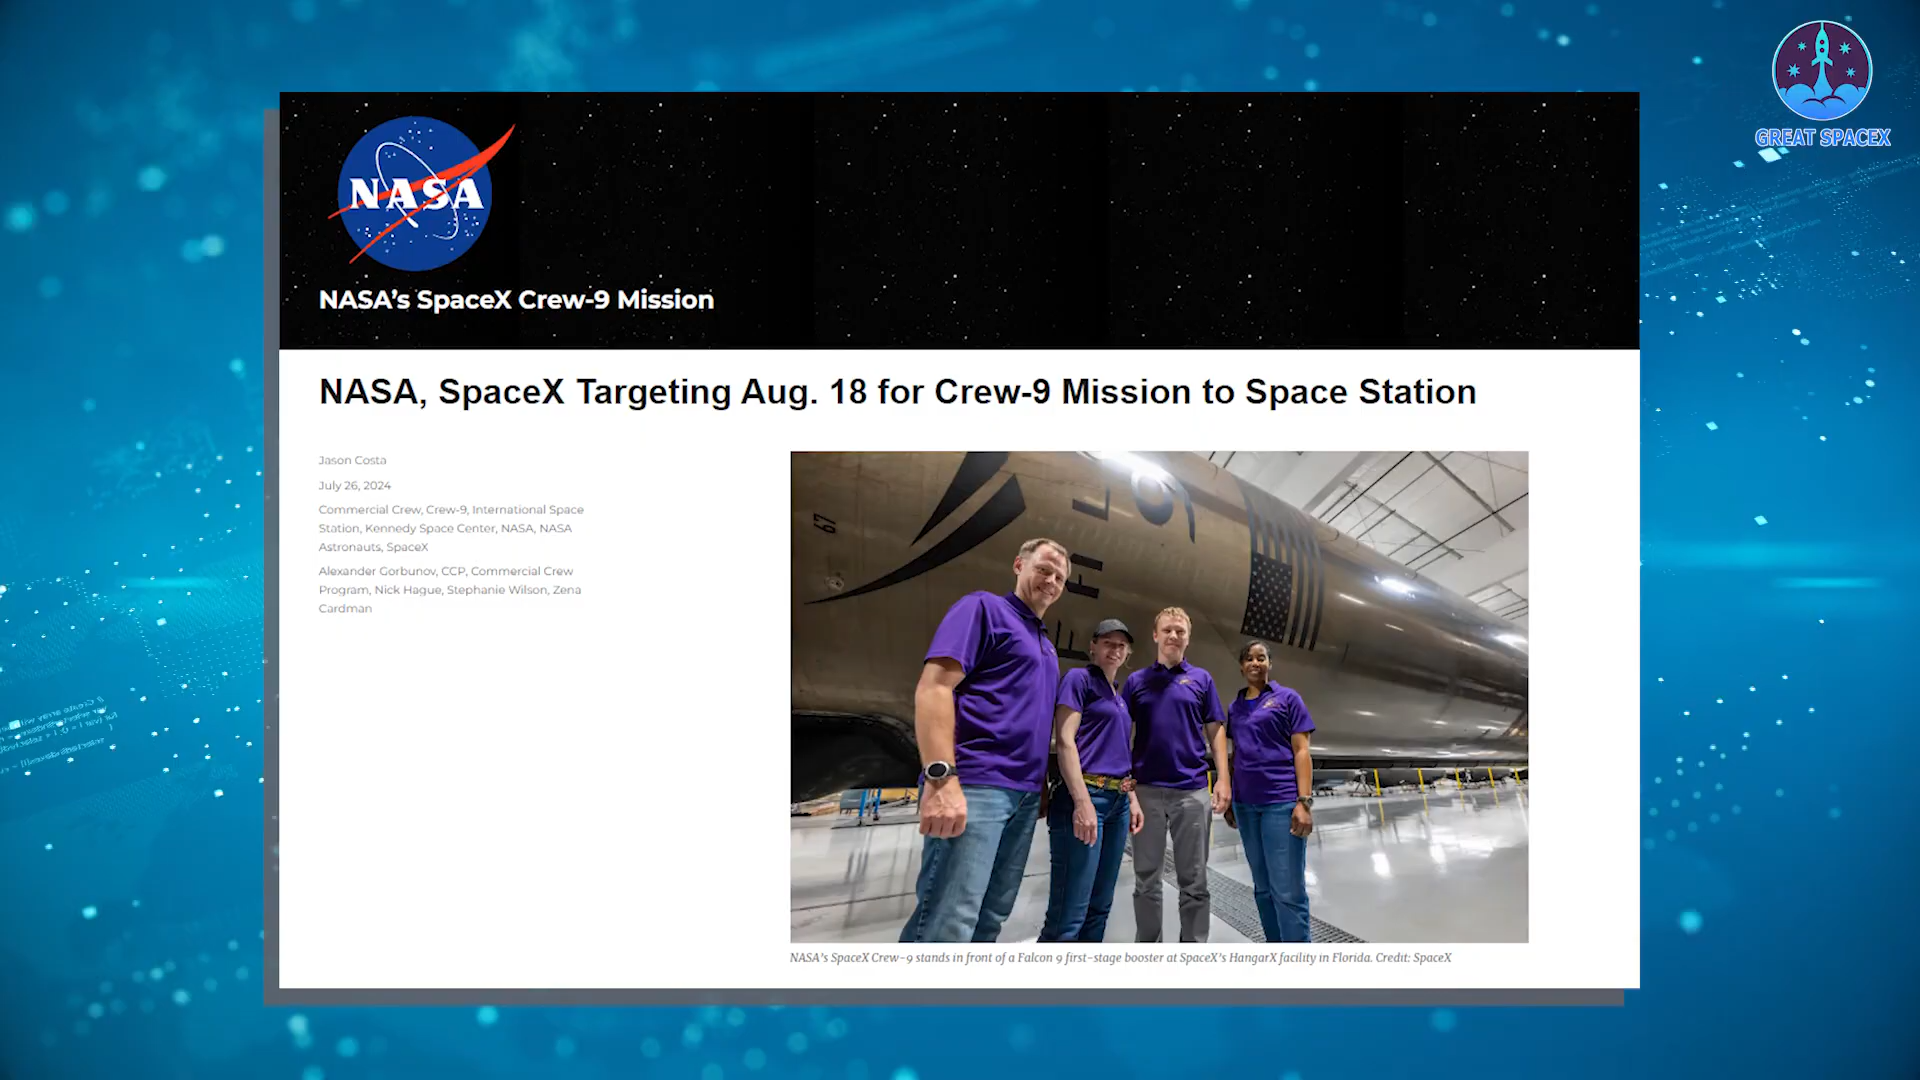 GREAT SPACEX
NASA
NASA's SpaceX Crew-9 Mission
NASA, SpaceX Targeting Aug. 18 for Crew-9 Mission to Space Station
Jason Costa
July 26, 2024
Commercial Crew, Crew-9, International Space
Station, Kennedy Space Center, NASA, NASA
Astronauts, SpaceX
Alexander Gorbunov, CCP, Commercial Crew
Program, Nick Hague, Stephanie Wilson, Zena
Cardman
67
NASA's SpaceX Crew-9 stands in front of a Falcon 9 first-stage booster at SpaceX's HangarX facility in Florida. Credit: SpaceX